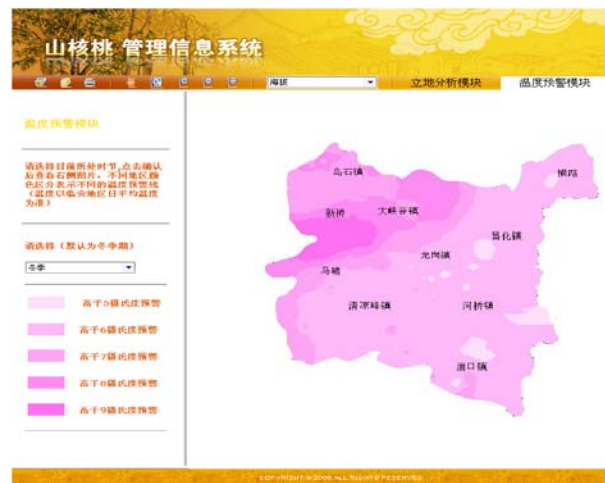 山核桃 管理信息系统
海拔
立地分析模块
温度预警模块
温度预警模块
请选择目前所处时节,点击确认
后查看右侧图片，不同地区颜
色区分表示不同的温度预警线
（温度以临安地区日平均温度
为准）
请选择（默认为冬季期）
冬季
高于5摄氏度预警
高于6摄氏度预警
高于7摄氏度预警
高于8摄氏度预警
高于9摄氏度预警
岛石镇
横路
新桥
大峡谷镇
昌化镇
龙岗镇
马啸
清凉峰镇
河桥镇
湍口镇
COPYRIGHT © 2006 ALL RIGHTS RESERVED